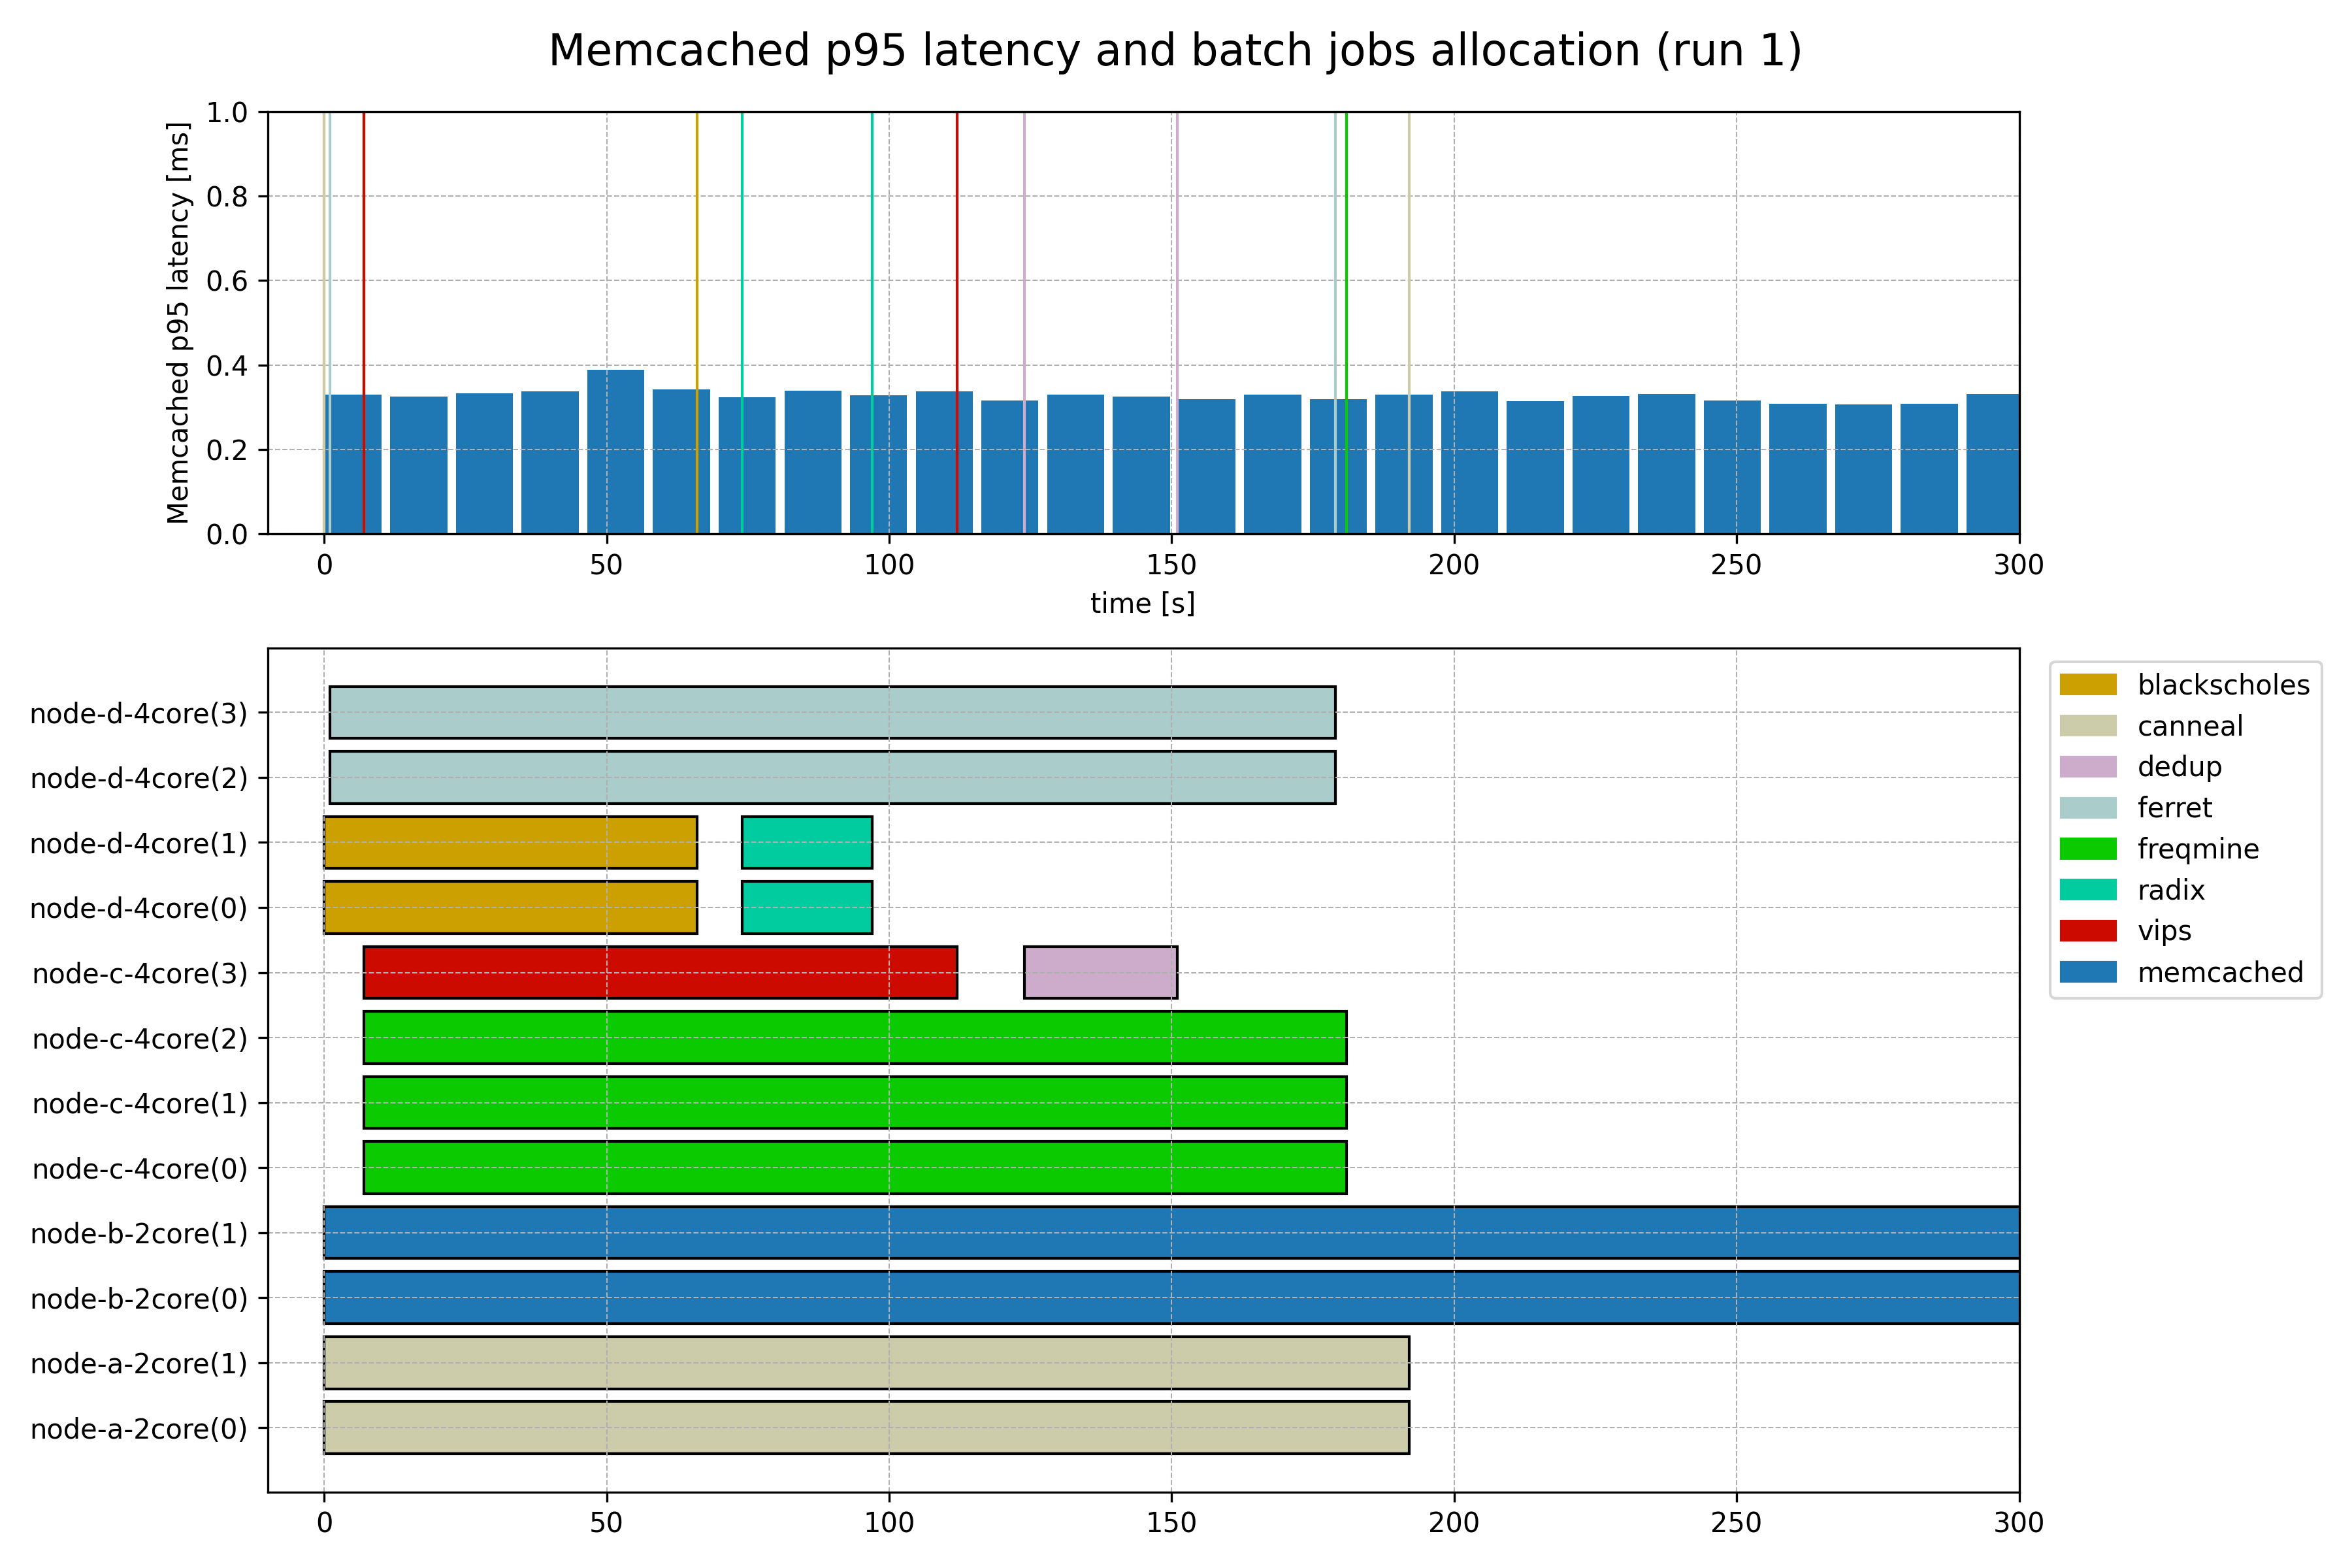 Memcached p95 latency and batch jobs allocation (run 1)
Memcached p95 latency [ms]
1.0
0.8
0.6
0.4
0.2
0.0
0 50 100 150 200 250 300
time [s]
node-d-4core(3)
node-d-4core(2)
node-d-4core(1)
node-d-4core(0)
node-c-4core(3)
node-c-4core(2)
node-c-4core(1)
node-c-4core(0)
node-b-2core(1)
node-b-2core(0)
node-a-2core(1)
node-a-2core(0)
0 50 100 150 200 250 300
blackscholes
canneal
dedup
ferret
freqmine
radix
vips
memcached